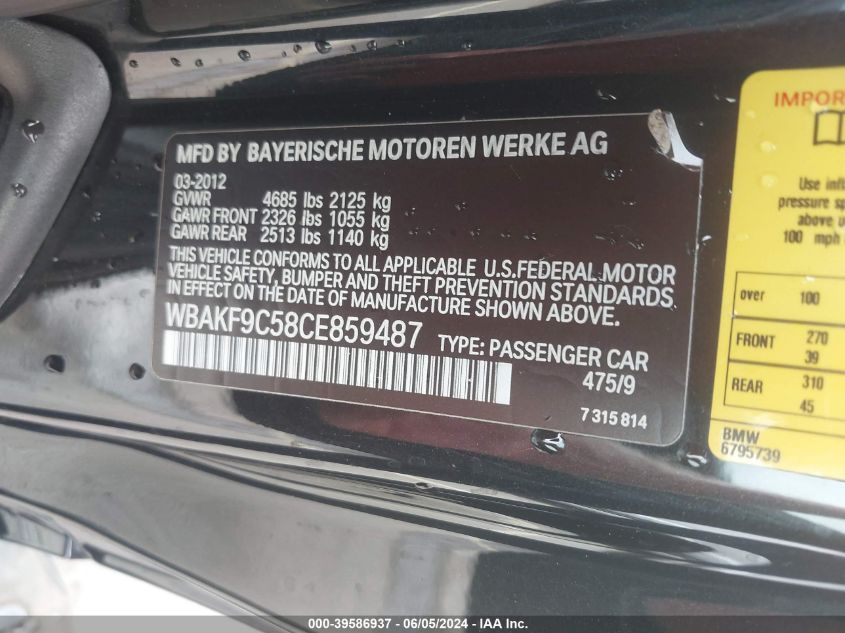 MFD BY BAYERISCHE MOTOREN WERKE AG
03-2012
GVWR 4685 lbs 2125 kg
GAWR FRONT 2326 lbs 1055 kg
GAWR REAR 2513 lbs 1140 kg
THIS VEHICLE CONFORMS TO ALL APPLICABLE U.S.FEDERAL MOTOR
VEHICLE SAFETY, BUMPER AND THEFT PREVENTION STANDARDS
IN EFFECT ON THE DATE OF MANUFACTURE SHOWN ABOVE.
WBAKF9C58CE859487 TYPE: PASSENGER CAR
475/9
7 315 814
IMPOR
Use infla
pressure sp
above u
100 mph
over 100
FRONT 270
39
REAR 310
45
BMW
6795739
000-39586937 - 06/05/2024 - IAA Inc.